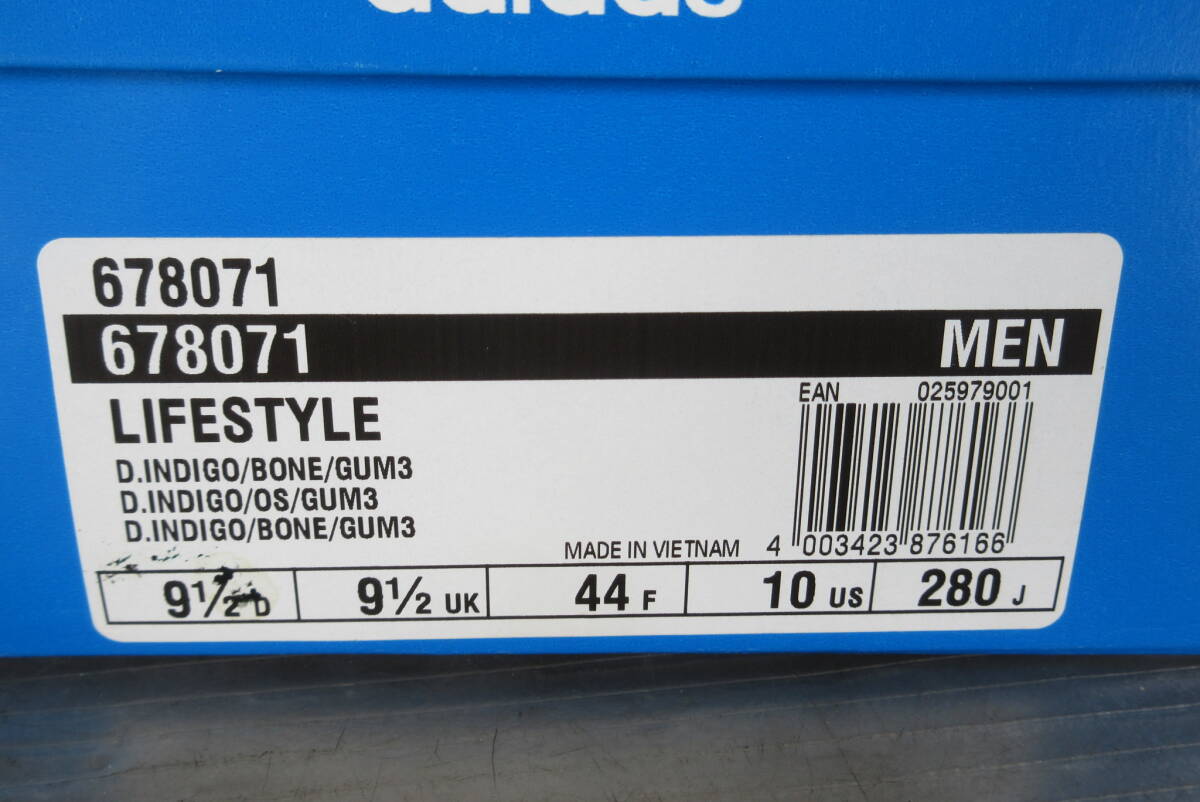 adidas
678071
678071 MEN
EAN 025979001
LIFESTYLE
D.INDIGO/BONE/GUM3
D.INDIGO/OS/GUM3
D.INDIGO/BONE/GUM3
MADE IN VIETNAM 4 003423 876166
9½ D 9½ UK 44 F 10 US 280 J